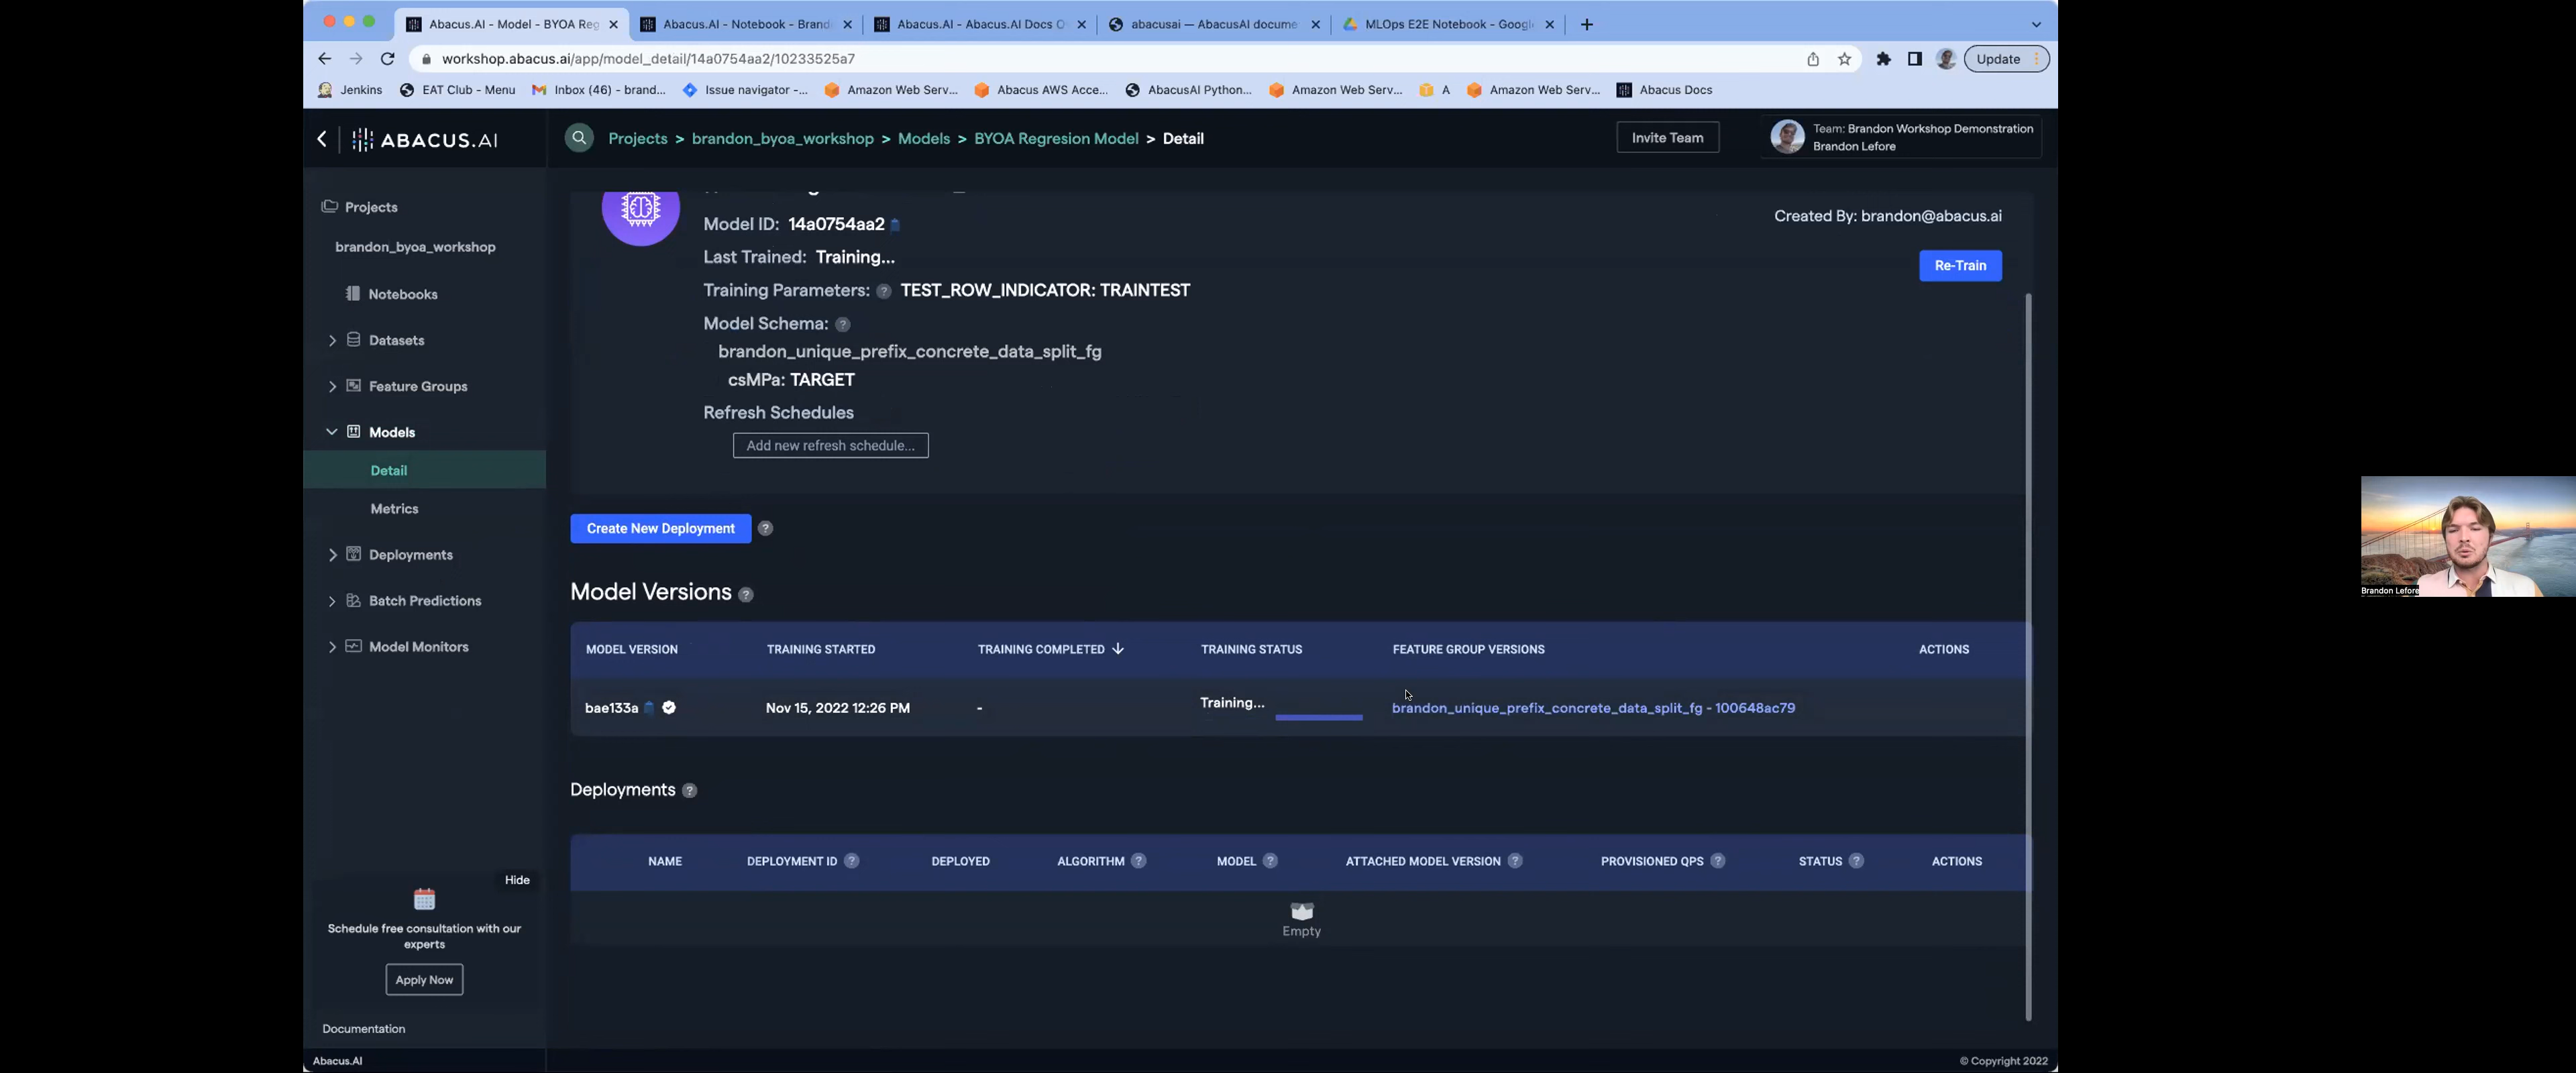 Abacus.AI - Model - BYOA Reg
Abacus.AI - Notebook - Brand
Abacus.AI - Abacus.AI Docs O
abacusai — AbacusAI docume
MLOps E2E Notebook - Googl
workshop.abacus.ai/app/model_detail/14a0754aa2/10233525a7
Update
Jenkins
EAT Club - Menu
Inbox (46) - brand...
Issue navigator -...
Amazon Web Serv...
Abacus AWS Acce...
AbacusAI Python...
Amazon Web Serv...
A
Amazon Web Serv...
Abacus Docs
ABACUS.AI
Projects > brandon_byoa_workshop > Models > BYOA Regresion Model > Detail
Invite Team
Team: Brandon Workshop Demonstration
Brandon Lefore
Projects
brandon_byoa_workshop
Notebooks
Datasets
Feature Groups
Models
Detail
Metrics
Deployments
Batch Predictions
Model Monitors
Hide
Schedule free consultation with our
experts
Apply Now
Documentation
Abacus.AI
Model ID: 14a0754aa2
Created By: brandon@abacus.ai
Last Trained: Training...
Re-Train
Training Parameters: ? TEST_ROW_INDICATOR: TRAINTEST
Model Schema: ?
brandon_unique_prefix_concrete_data_split_fg
csMPa: TARGET
Refresh Schedules
Add new refresh schedule...
Create New Deployment ?
Model Versions ?
MODEL VERSION TRAINING STARTED TRAINING COMPLETED TRAINING STATUS FEATURE GROUP VERSIONS ACTIONS
bae133a Nov 15, 2022 12:26 PM - Training... brandon_unique_prefix_concrete_data_split_fg - 100648ac79
Deployments ?
NAME DEPLOYMENT ID ? DEPLOYED ALGORITHM ? MODEL ? ATTACHED MODEL VERSION ? PROVISIONED QPS ? STATUS ? ACTIONS
Empty
© Copyright 2022
Brandon Lefore